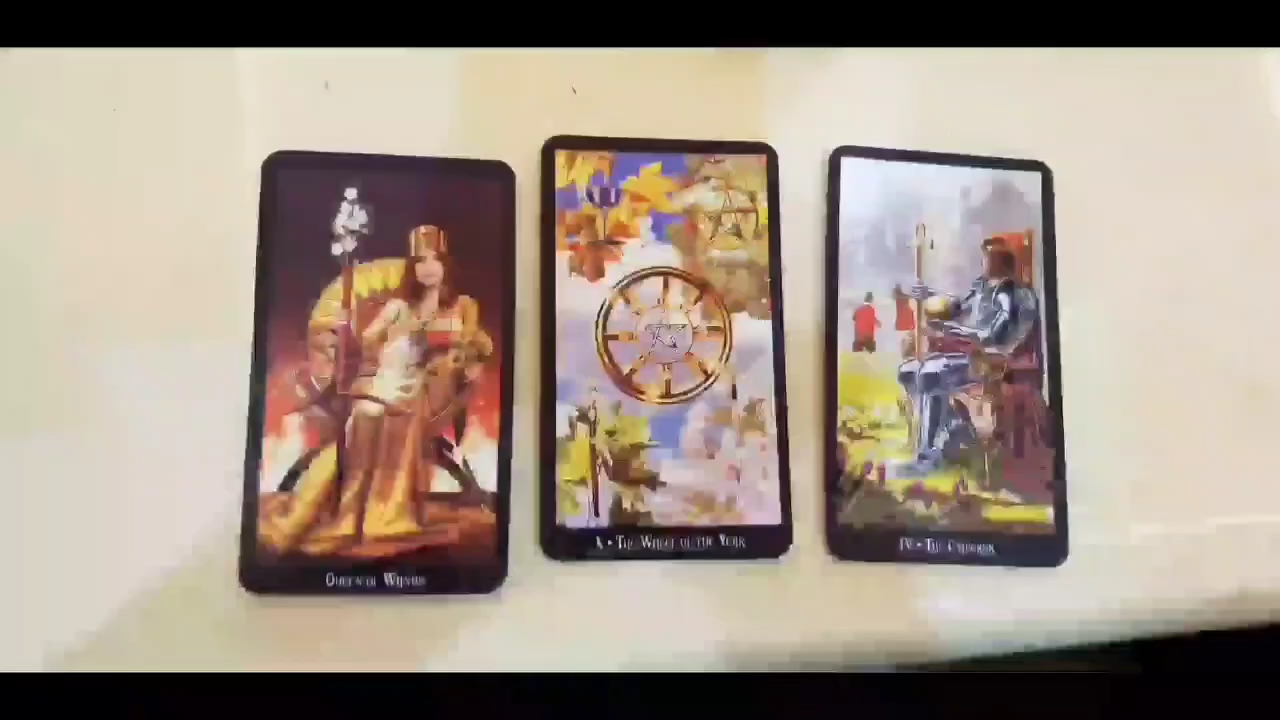 Queen of Wands
X • The Wheel of the Year
IV • The Emperor